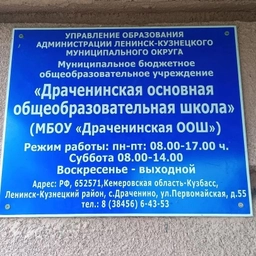 УПРАВЛЕНИЕ ОБРАЗОВАНИЯ
АДМИНИСТРАЦИИ ЛЕНИНСК-КУЗНЕЦКОГО
МУНИЦИПАЛЬНОГО ОКРУГА
Муниципальное бюджетное
общеобразовательное учреждение
«Драченинская основная
общеобразовательная школа»
(МБОУ «Драченинская ООШ»)
Режим работы: пн-пт: 08.00-17.00 ч.
Суббота 08.00-14.00
Воскресенье - выходной
Адрес: РФ, 652571,Кемеровская область-Кузбасс,
Ленинск-Кузнецкий район, с.Драченино, ул.Первомайская, д.55
тел.: 8 (38456) 6-43-53